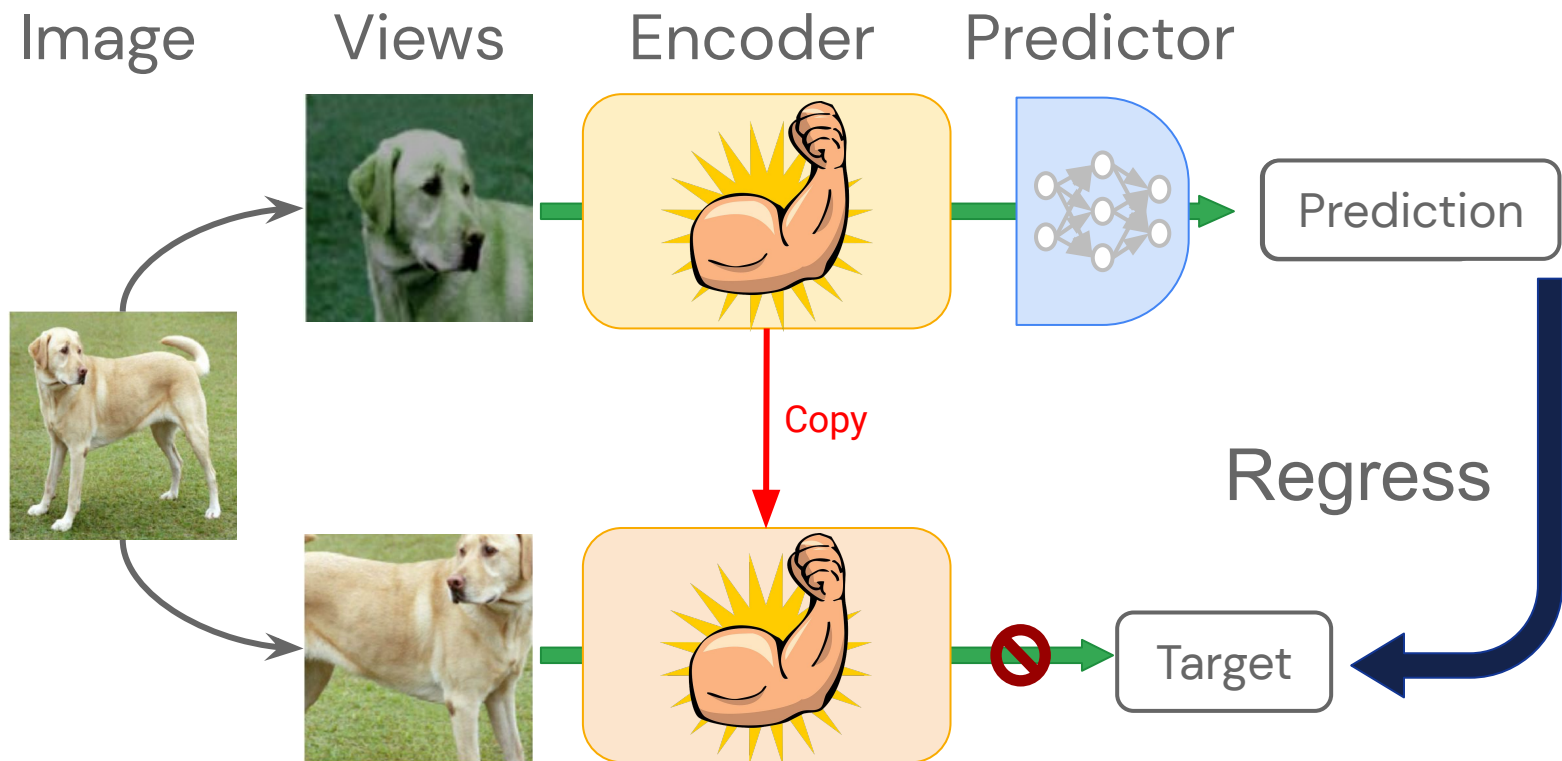 Image
Views
Encoder
Predictor
Prediction
Copy
Regress
Target